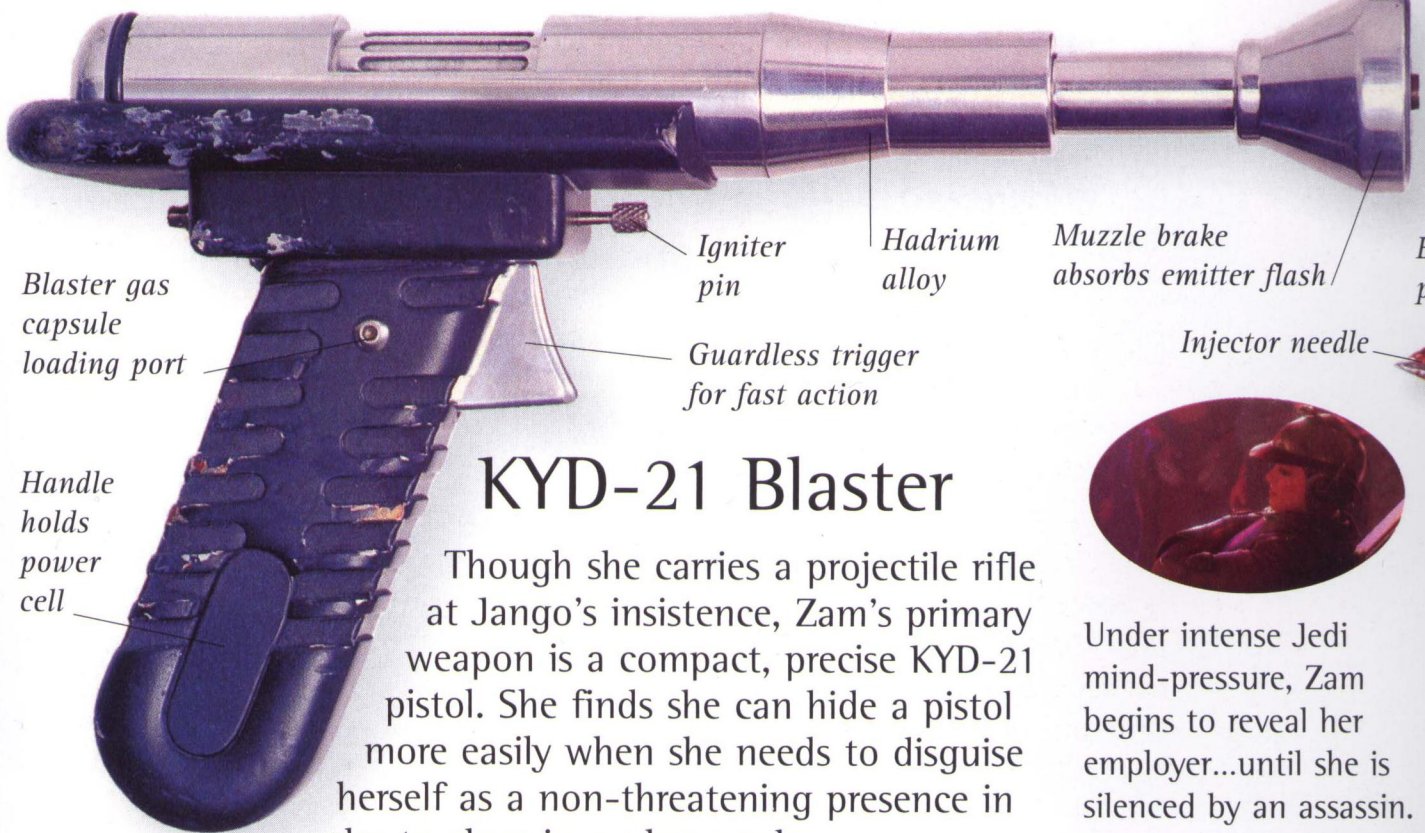 Igniter
pin
Hadrium
alloy
Muzzle brake
absorbs emitter flash
Blaster gas
capsule
loading port
Guardless trigger
for fast action
Injector needle
Handle
holds
power
cell
KYD-21 Blaster
Though she carries a projectile rifle
at Jango's insistence, Zam's primary
weapon is a compact, precise KYD-21
pistol. She finds she can hide a pistol
more easily when she needs to disguise
herself as a non-threatening presence in
Under intense Jedi
mind-pressure, Zam
begins to reveal her
employer...until she is
silenced by an assassin.